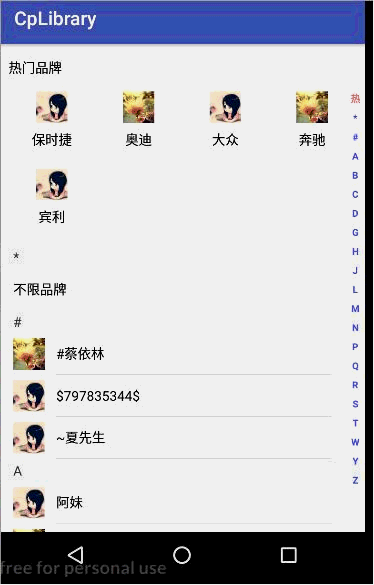 CpLibrary
热门品牌
保时捷 奥迪 大众 奔驰
宾利
*
不限品牌
#
#蔡依林
$797835344$
~夏先生
A
阿妹
热
*
#
A
B
C
D
G
H
J
L
M
N
P
Q
R
S
T
W
Y
Z
free for personal use